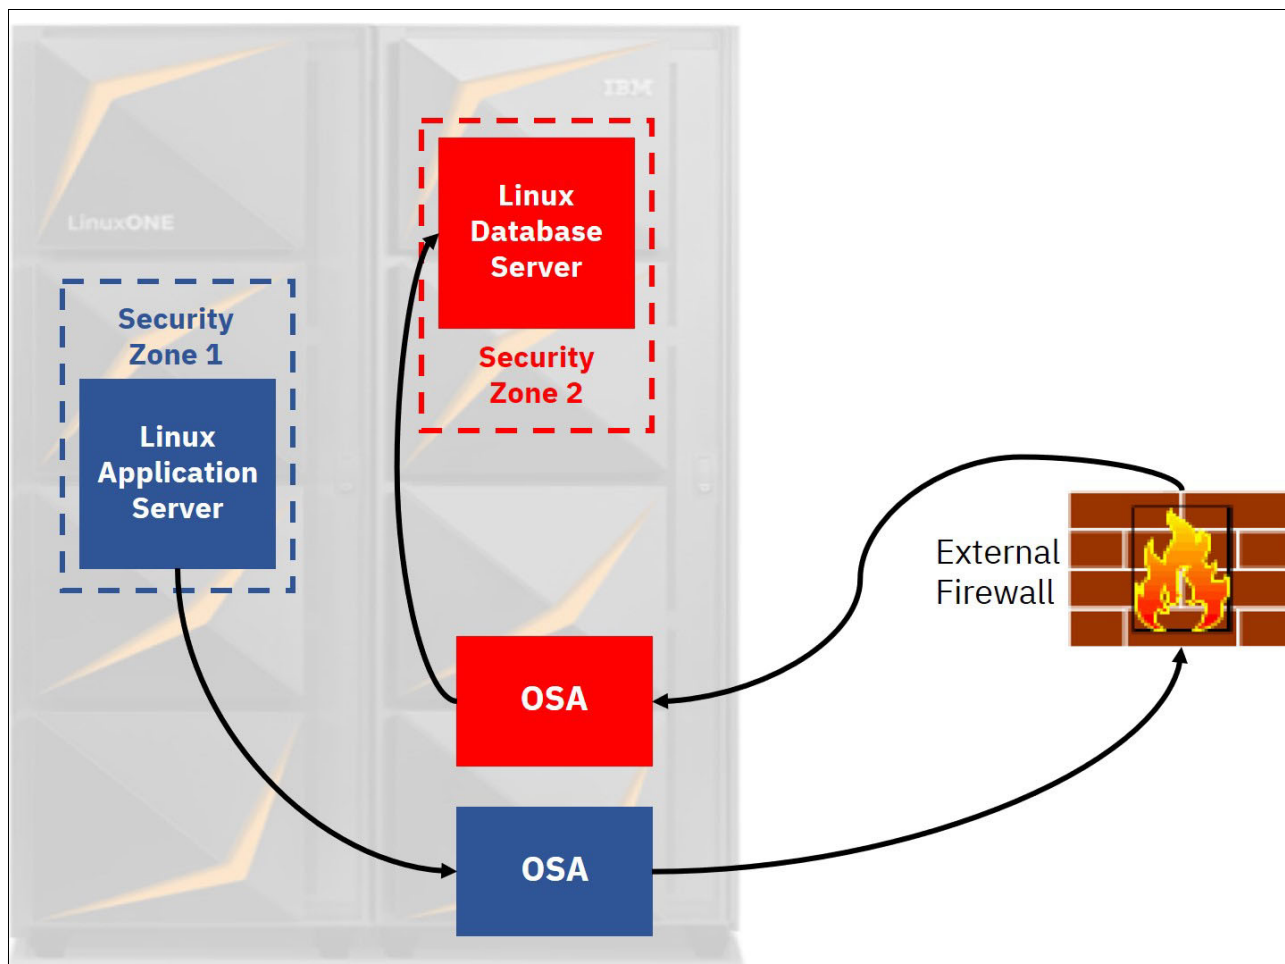 IBM
LinuxONE
Linux
Database
Server
Security
Zone 2
Security
Zone 1
Linux
Application
Server
External
Firewall
OSA
OSA